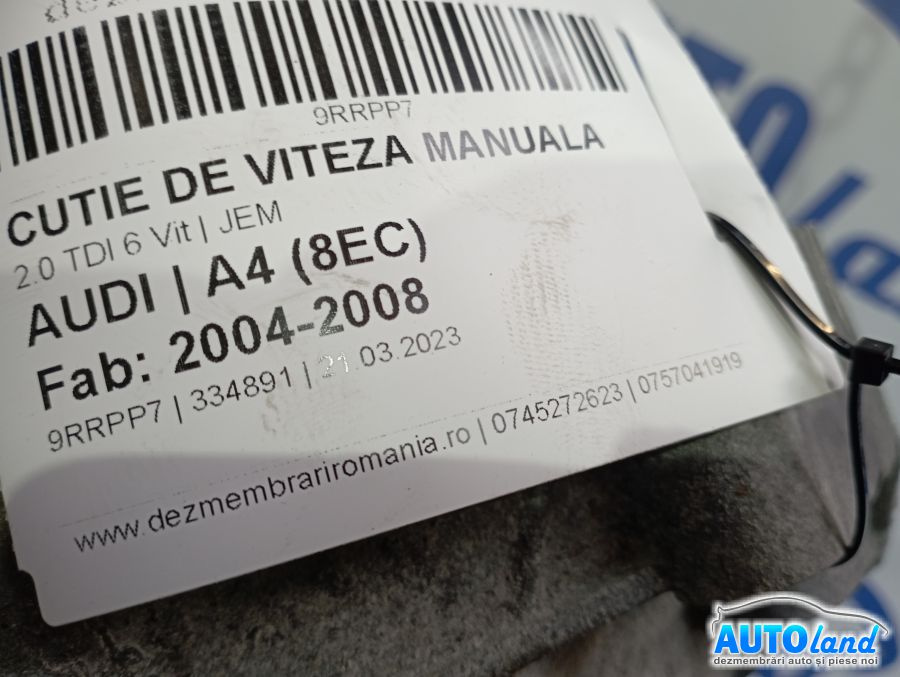 9RRPP7
CUTIE DE VITEZA MANUALA
2.0 TDI 6 Vit | JEM
AUDI | A4 (8EC)
Fab: 2004-2008
9RRPP7 | 334891 | 21.03.2023
www.dezmembrariromania.ro | 0745272623 | 0757041919
AUTOland
dezmembrări auto și piese noi